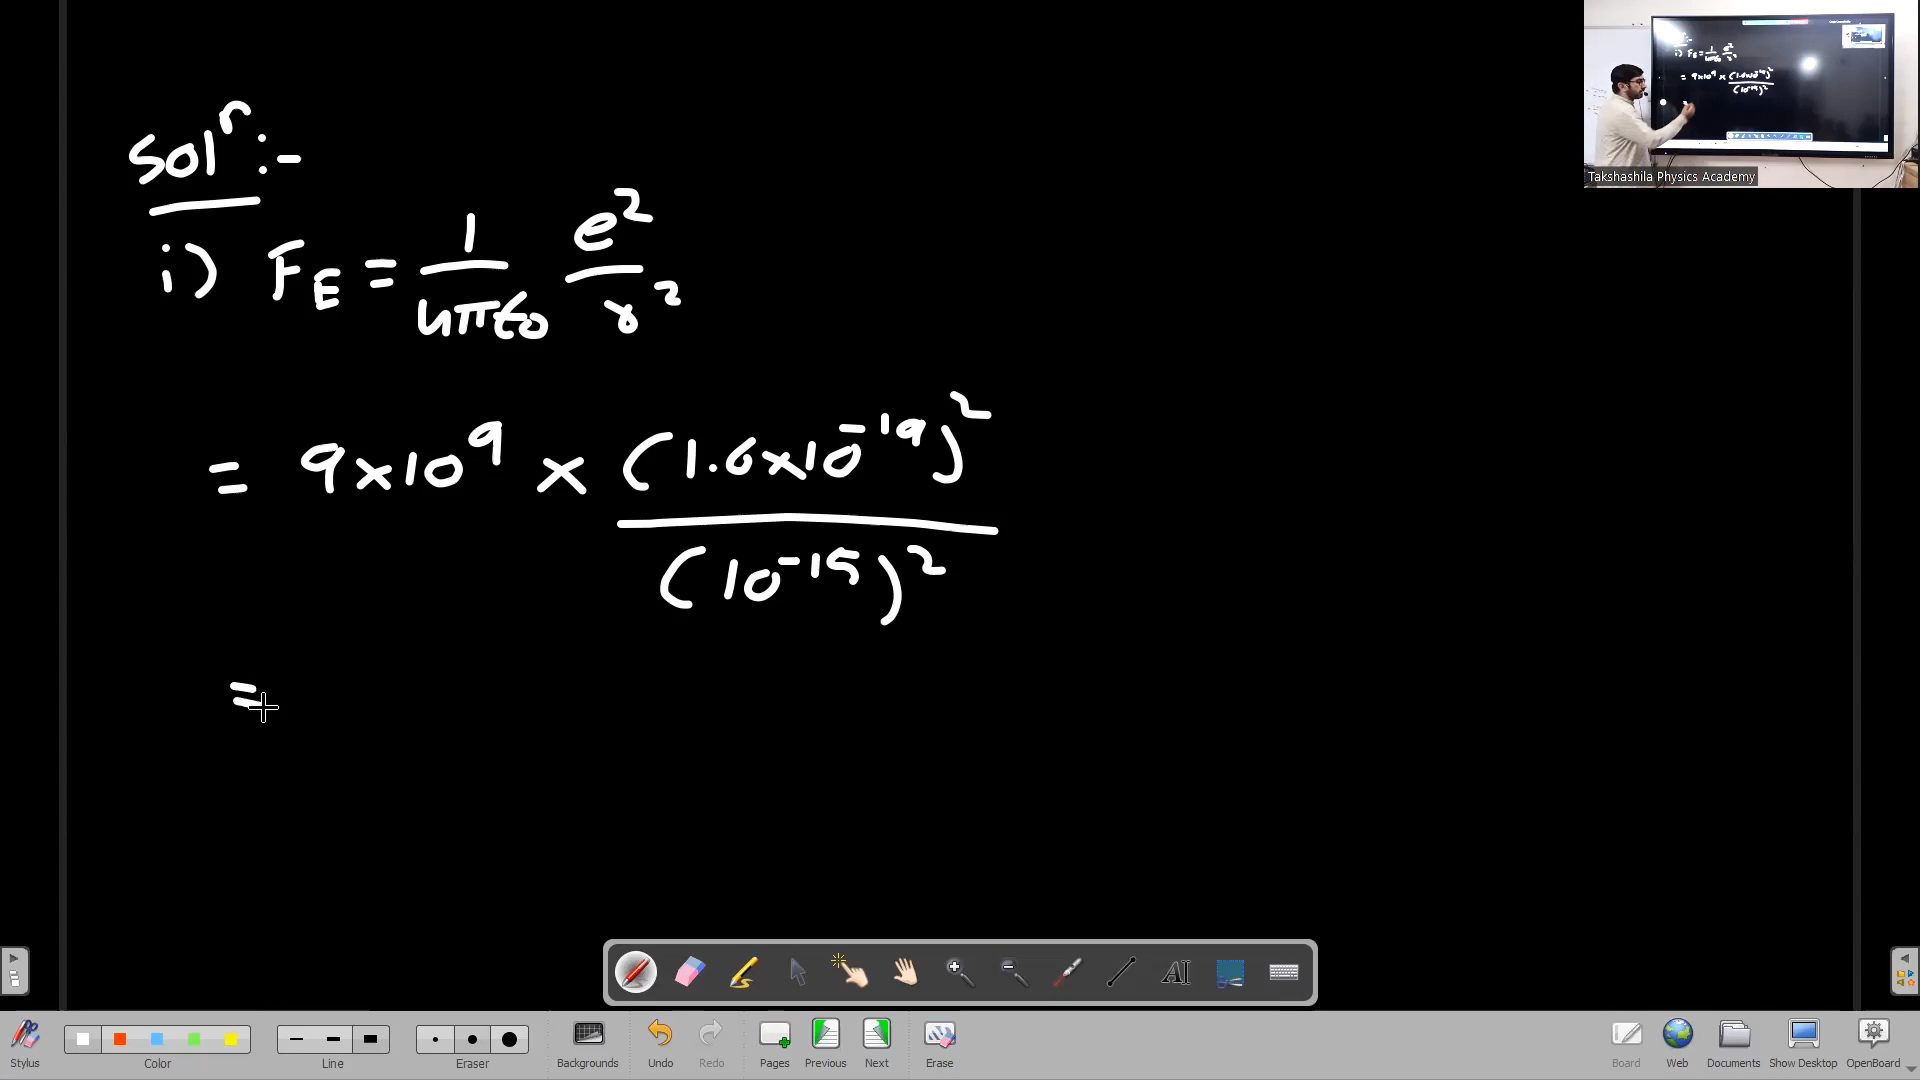 Solⁿ :-
i) F_E = 1/4πε₀ e²/r²
= 9×10⁹ × (1.6×10⁻¹⁹)²/(10⁻¹⁵)²
=
Takshashila Physics Academy
Stylus
Color
Line
Eraser
Backgrounds
Undo
Redo
Pages
Previous
Next
Erase
Board
Web
Documents
Show Desktop
OpenBoard